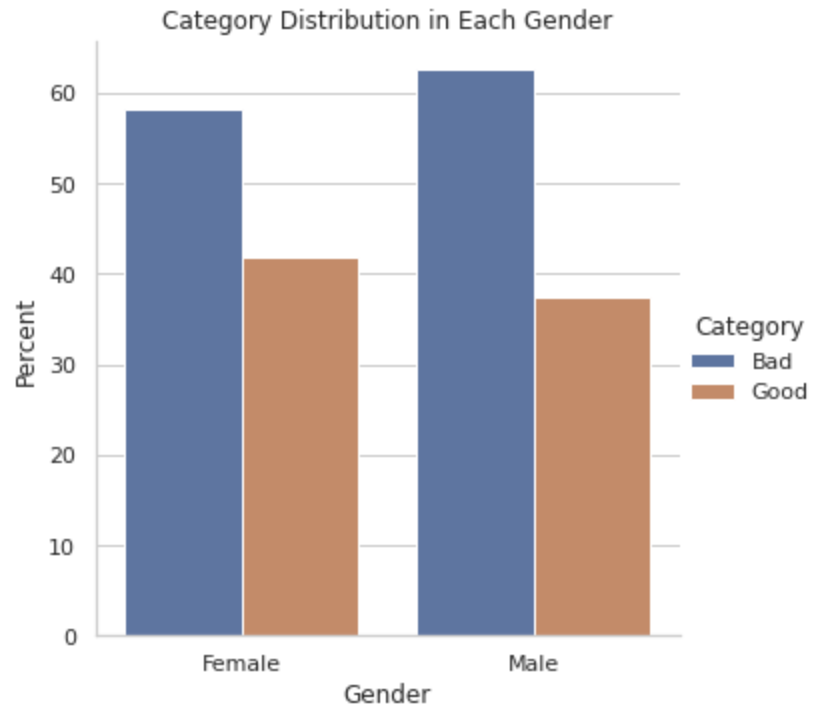 Category Distribution in Each Gender
60
50
40
30
20
10
0
Percent
Female Male
Gender
Category
Bad
Good